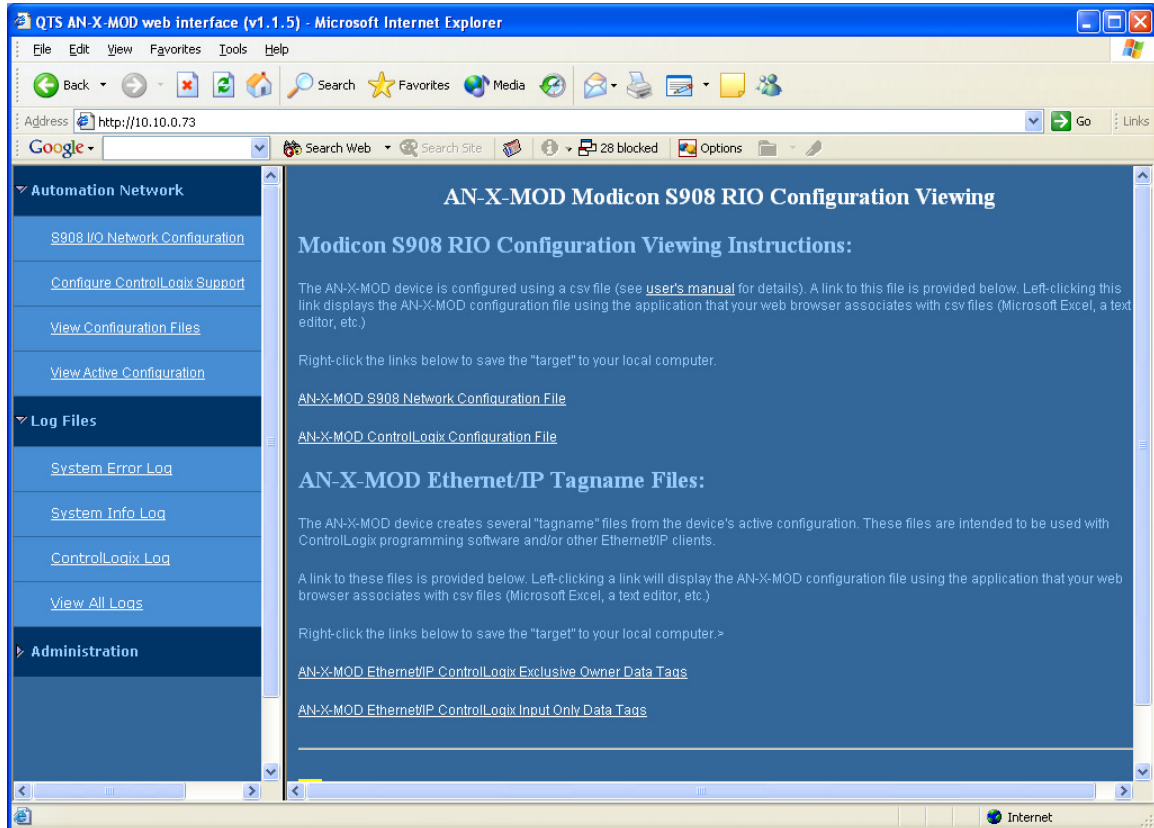 QTS AN-X-MOD web interface (v1.1.5) - Microsoft Internet Explorer
File Edit View Favorites Tools Help
Back Search Favorites Media
Address http://10.10.0.73 Go Links
Google Search Web Search Site 28 blocked Options
Automation Network
S908 I/O Network Configuration
Configure ControlLogix Support
View Configuration Files
View Active Configuration
Log Files
System Error Log
System Info Log
ControlLogix Log
View All Logs
Administration
AN-X-MOD Modicon S908 RIO Configuration Viewing
Modicon S908 RIO Configuration Viewing Instructions:
The AN-X-MOD device is configured using a csv file (see user's manual for details). A link to this file is provided below. Left-clicking this
link displays the AN-X-MOD configuration file using the application that your web browser associates with csv files (Microsoft Excel, a text
editor, etc.)
Right-click the links below to save the "target" to your local computer.
AN-X-MOD S908 Network Configuration File
AN-X-MOD ControlLogix Configuration File
AN-X-MOD Ethernet/IP Tagname Files:
The AN-X-MOD device creates several "tagname" files from the device's active configuration. These files are intended to be used with
ControlLogix programming software and/or other Ethernet/IP clients.
A link to these files is provided below. Left-clicking a link will display the AN-X-MOD configuration file using the application that your web
browser associates with csv files (Microsoft Excel, a text editor, etc.)
Right-click the links below to save the "target" to your local computer.>
AN-X-MOD Ethernet/IP ControlLogix Exclusive Owner Data Tags
AN-X-MOD Ethernet/IP ControlLogix Input Only Data Tags
Internet